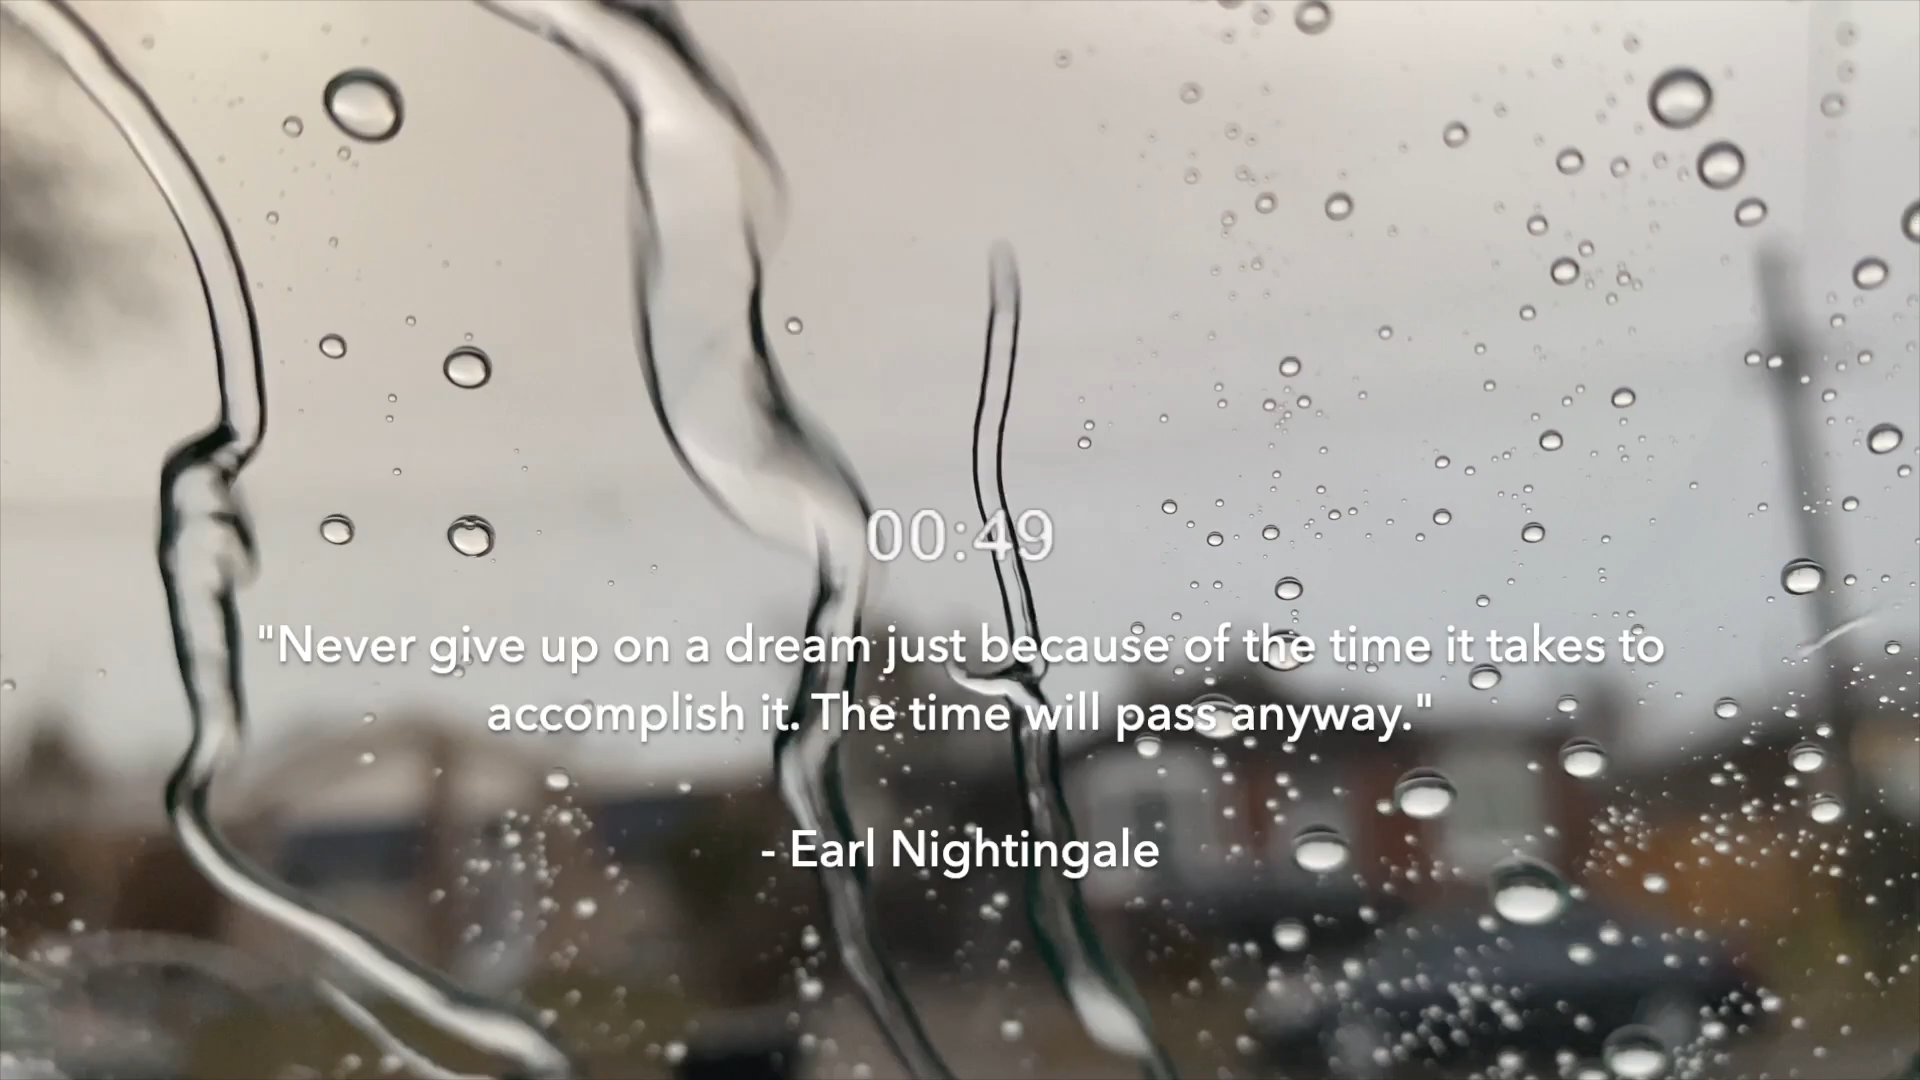 00:49
"Never give up on a dream just because of the time it takes to
accomplish it. The time will pass anyway."
- Earl Nightingale